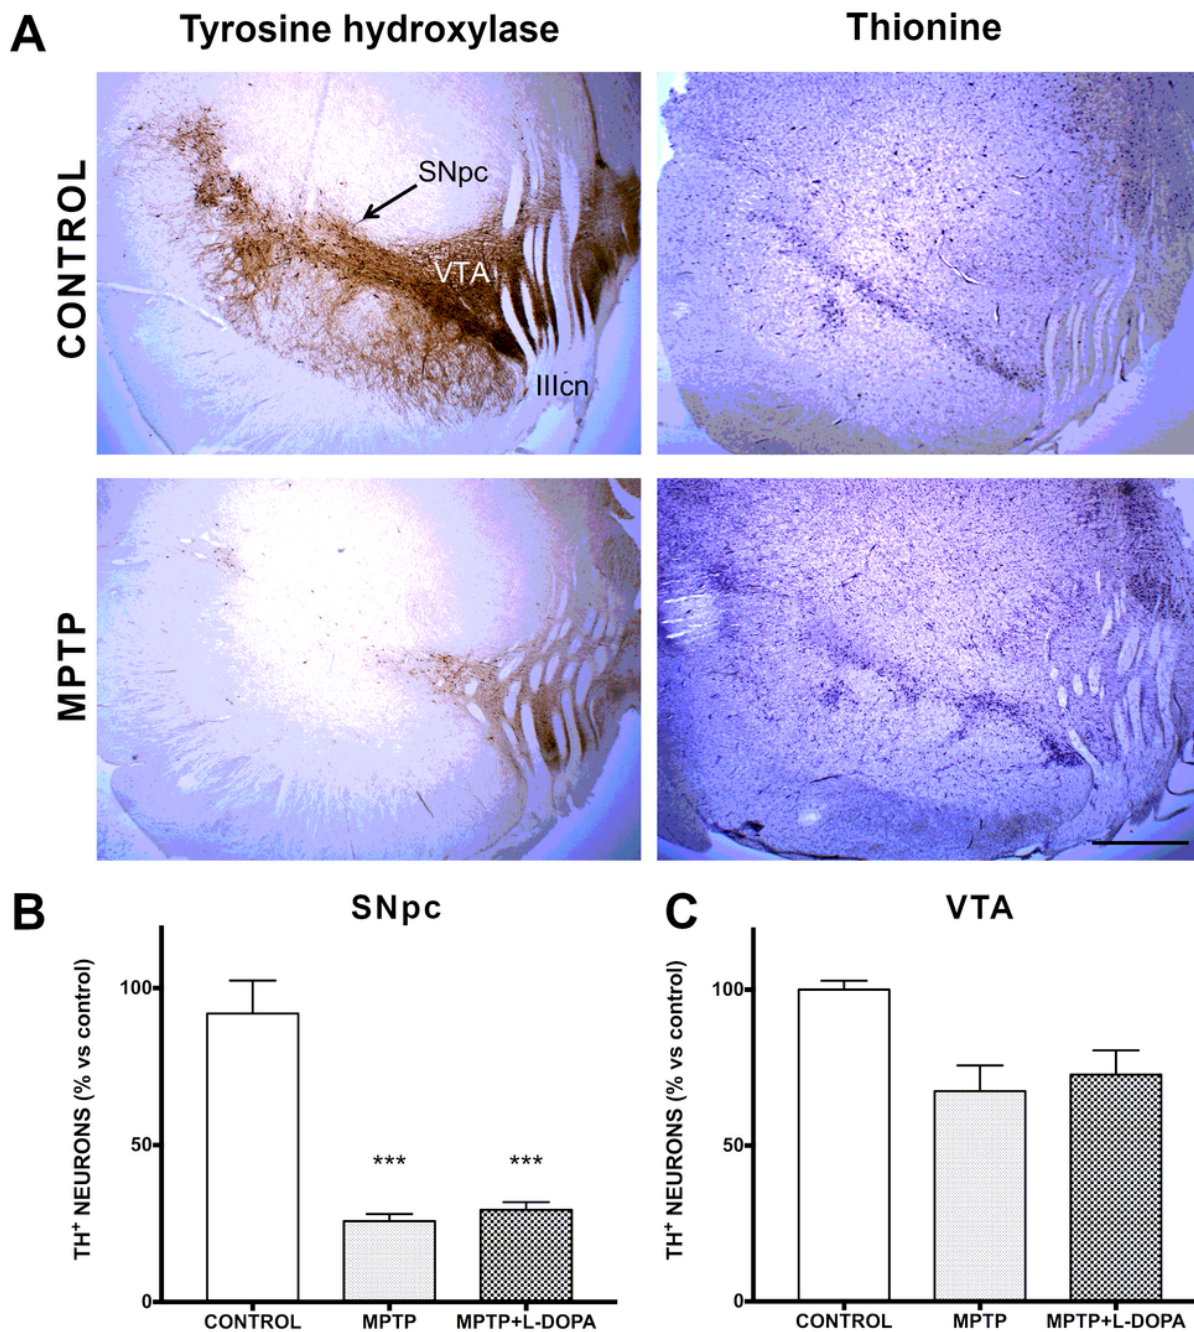 A
Tyrosine hydroxylase
Thionine
CONTROL
SNpc
VTA
IIIcn
MPTP
B
SNpc
TH+ NEURONS (% vs control)
100
50
0
***
***
CONTROL
MPTP
MPTP+L-DOPA
C
VTA
TH+ NEURONS (% vs control)
100
50
0
CONTROL
MPTP
MPTP+L-DOPA